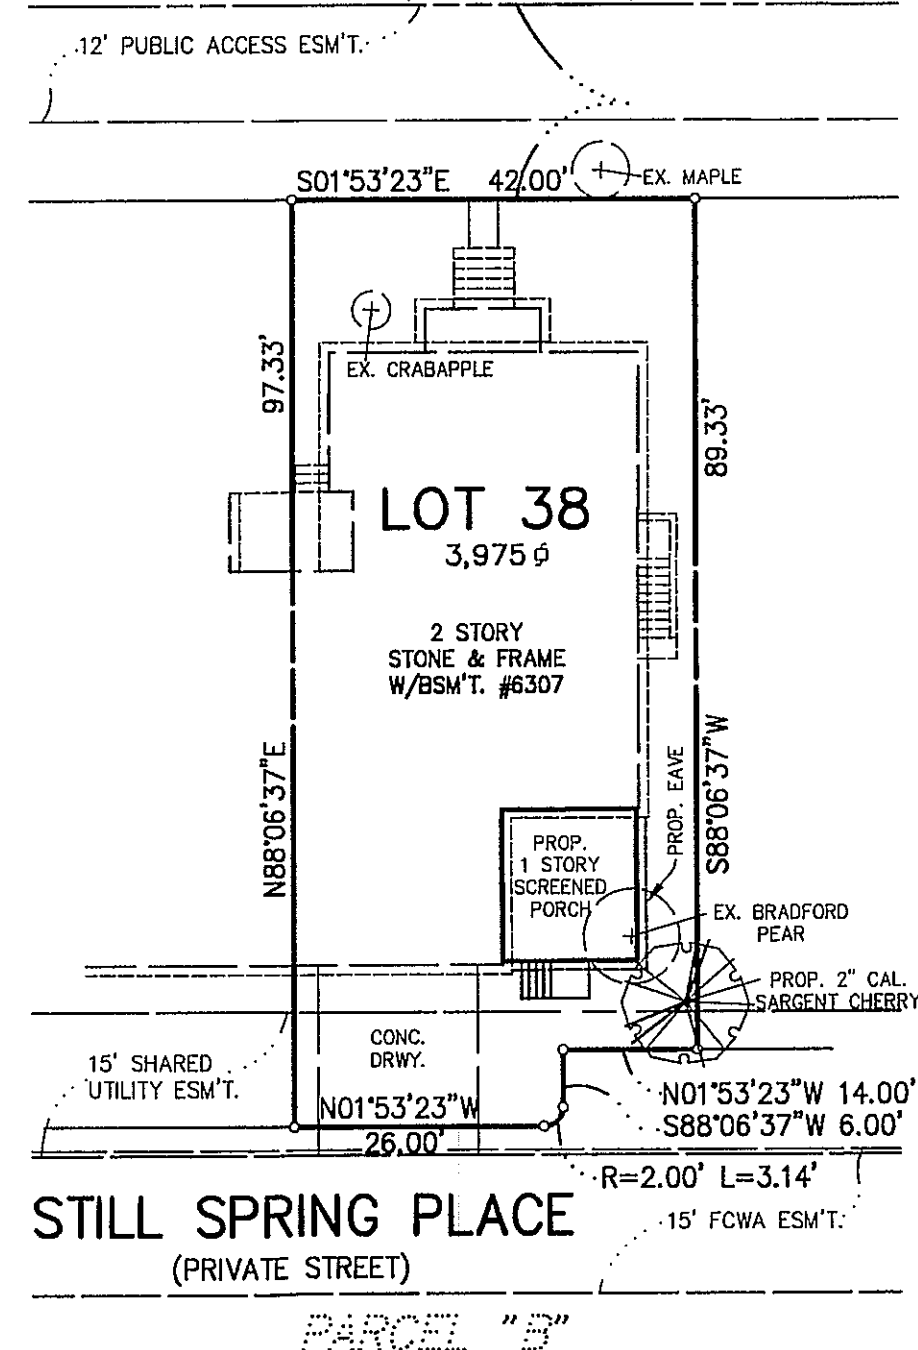 12' PUBLIC ACCESS ESM'T.
S01°53'23"E 42.00'
EX. MAPLE
EX. CRABAPPLE
97.33'
89.33'
LOT 38
3,975
2 STORY
STONE & FRAME
W/BSM'T. #6307
N88°06'37"E
S88°06'37"W
PROP. EAVE
PROP.
1 STORY
SCREENED
PORCH
EX. BRADFORD
PEAR
PROP. 2" CAL.
SARGENT CHERRY
CONC.
DRWY.
15' SHARED
UTILITY ESM'T.
N01°53'23"W
26.00'
N01°53'23"W 14.00'
S88°06'37"W 6.00'
R=2.00' L=3.14'
STILL SPRING PLACE
15' FCWA ESM'T.
(PRIVATE STREET)
PARCEL "B"